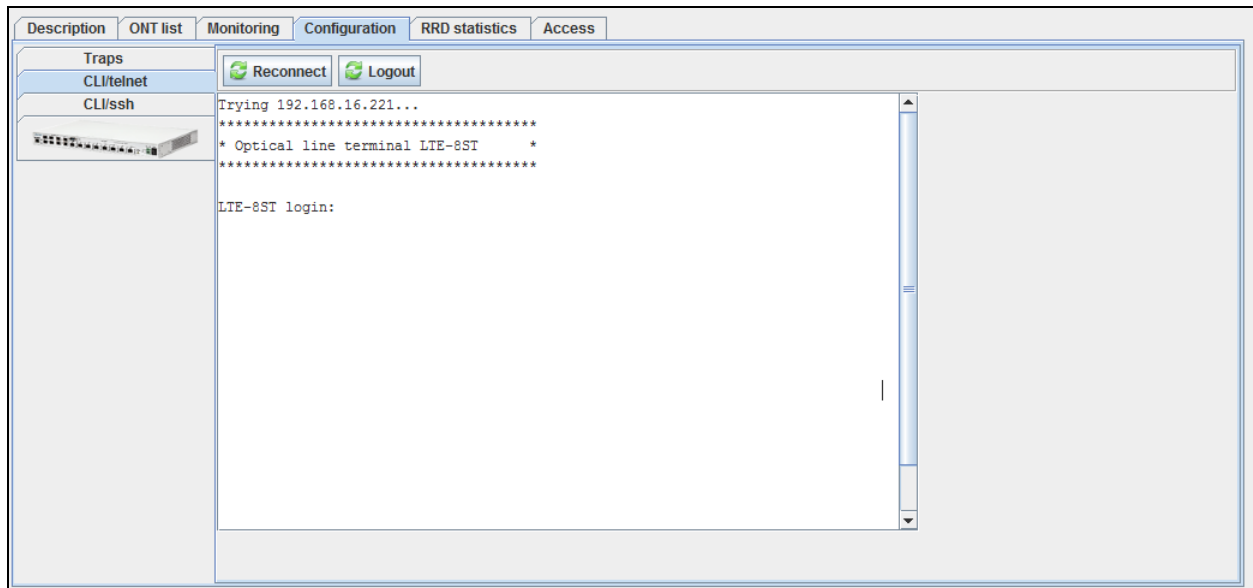 Description ONT list Monitoring Configuration RRD statistics Access
Traps
CLI/telnet
CLI/ssh
Reconnect Logout
Trying 192.168.16.221...
**************************************
* Optical line terminal LTE-8ST      *
**************************************
LTE-8ST login: